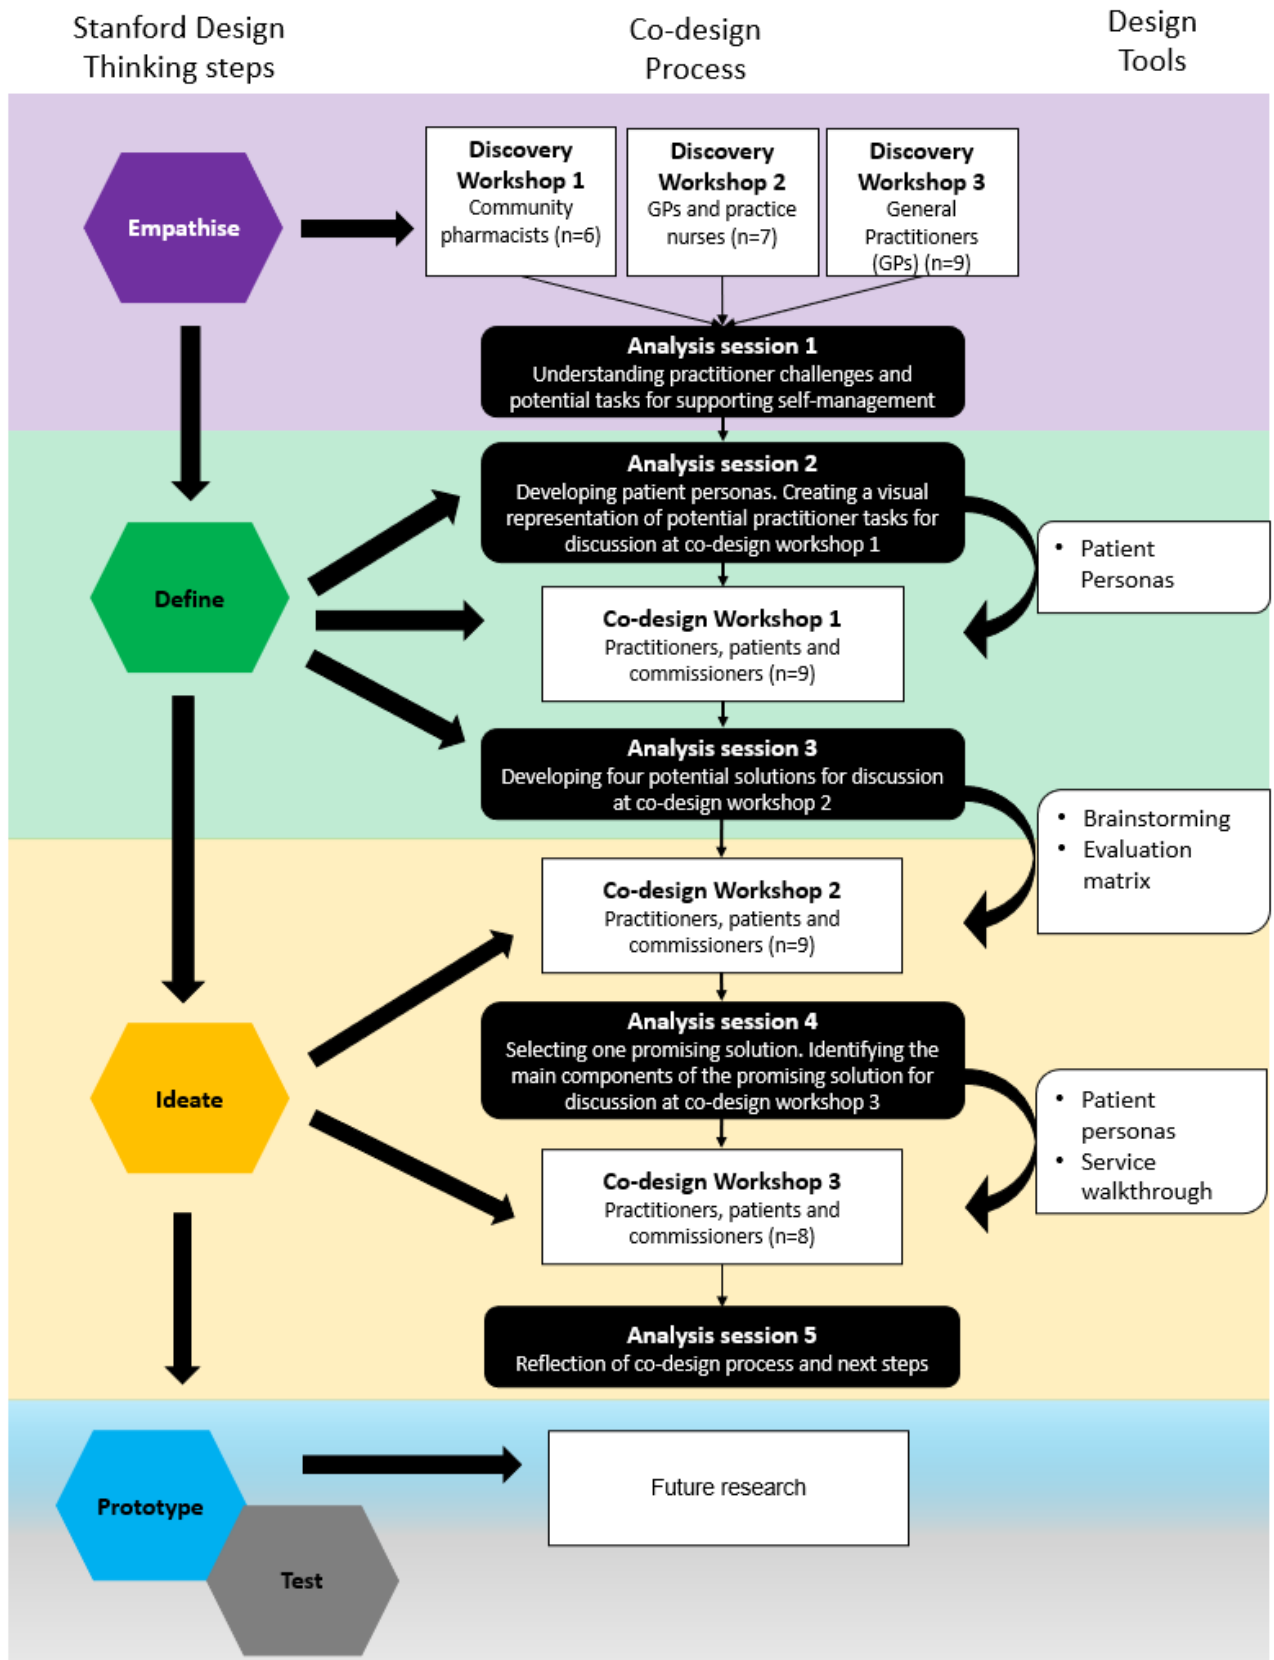 Stanford Design
Thinking steps
Co-design
Process
Design
Tools
Empathise
Discovery
Workshop 1
Community
pharmacists (n=6)
Discovery
Workshop 2
GPs and practice
nurses (n=7)
Discovery
Workshop 3
General
Practitioners
(GPs) (n=9)
Analysis session 1
Understanding practitioner challenges and
potential tasks for supporting self-management
Define
Analysis session 2
Developing patient personas. Creating a visual
representation of potential practitioner tasks for
discussion at co-design workshop 1
• Patient
Personas
Co-design Workshop 1
Practitioners, patients and
commissioners (n=9)
Analysis session 3
Developing four potential solutions for discussion
at co-design workshop 2
• Brainstorming
• Evaluation
matrix
Co-design Workshop 2
Practitioners, patients and
commissioners (n=9)
Ideate
Analysis session 4
Selecting one promising solution. Identifying the
main components of the promising solution for
discussion at co-design workshop 3
• Patient
personas
• Service
walkthrough
Co-design Workshop 3
Practitioners, patients and
commissioners (n=8)
Analysis session 5
Reflection of co-design process and next steps
Prototype
Future research
Test